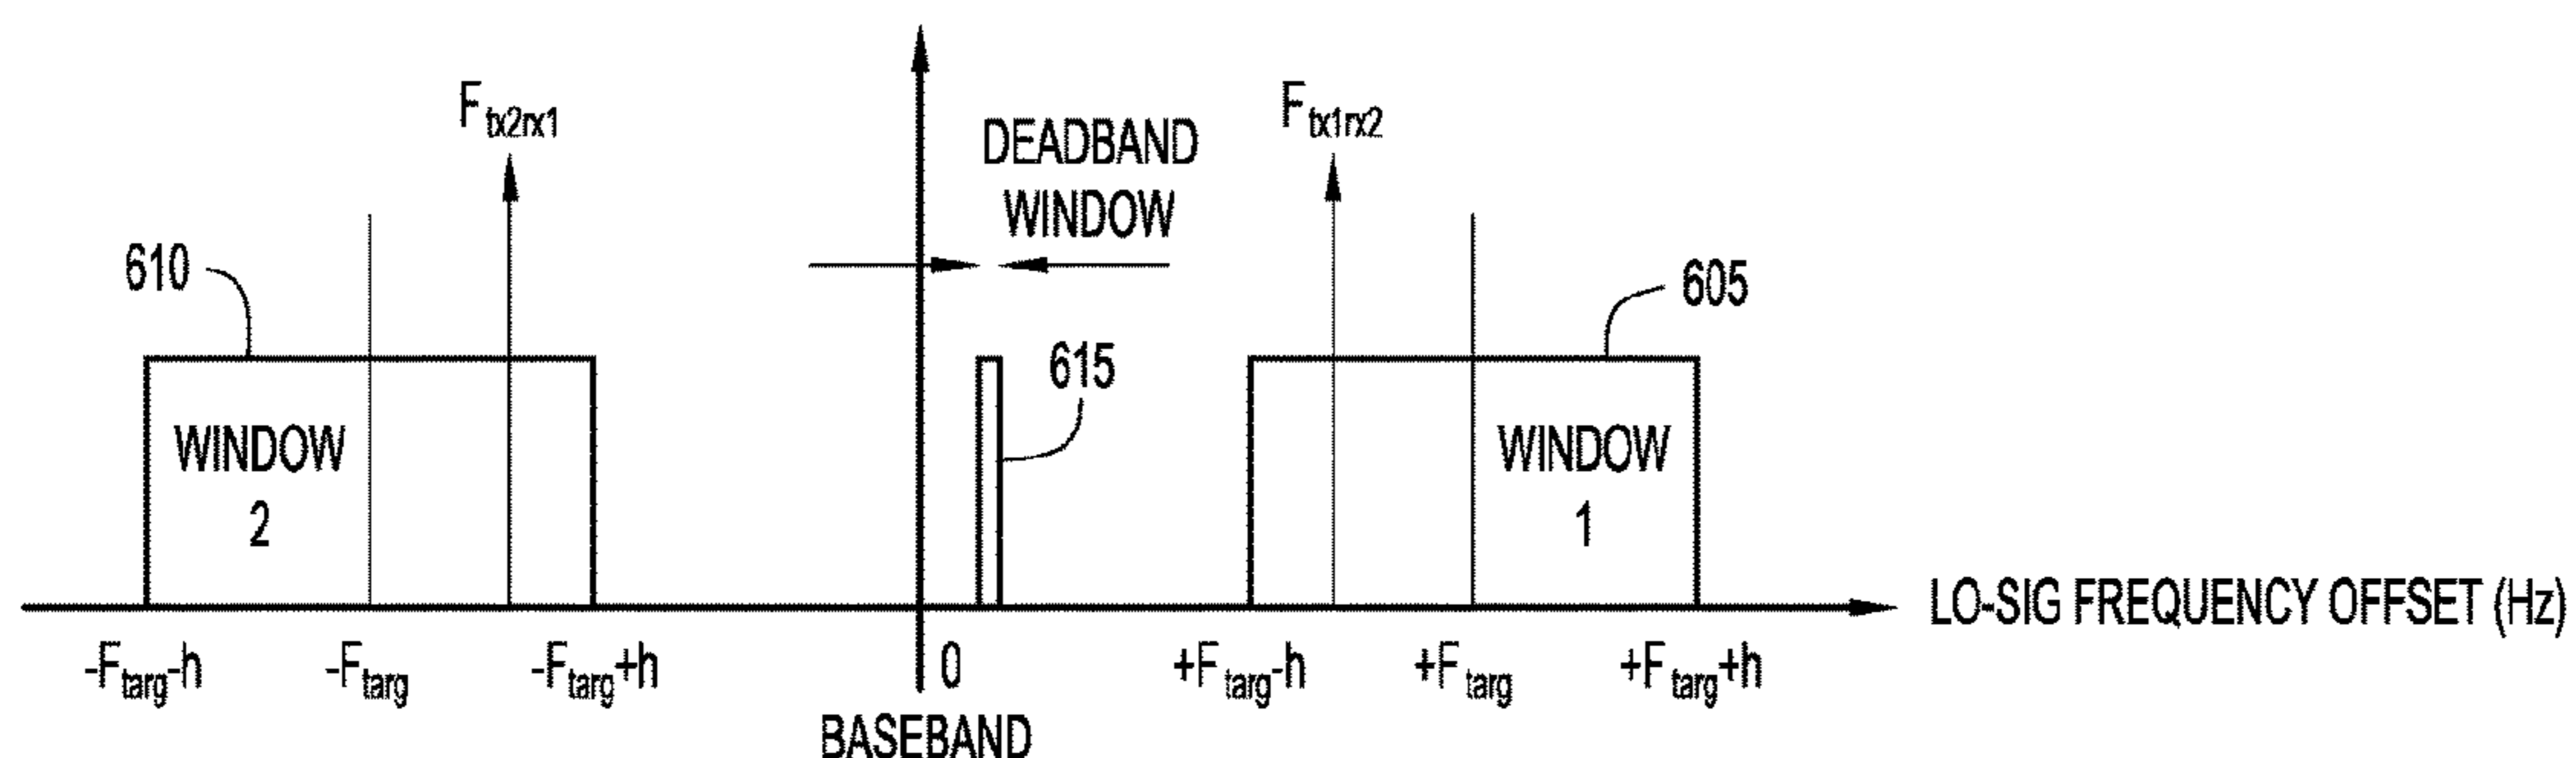 F_tx2rx1
F_tx1rx2
DEADBAND
WINDOW
610
605
615
WINDOW
2
WINDOW
1
LO-SIG FREQUENCY OFFSET (Hz)
-F_targ-h
-F_targ
-F_targ+h
0
+F_targ-h
+F_targ
+F_targ+h
BASEBAND